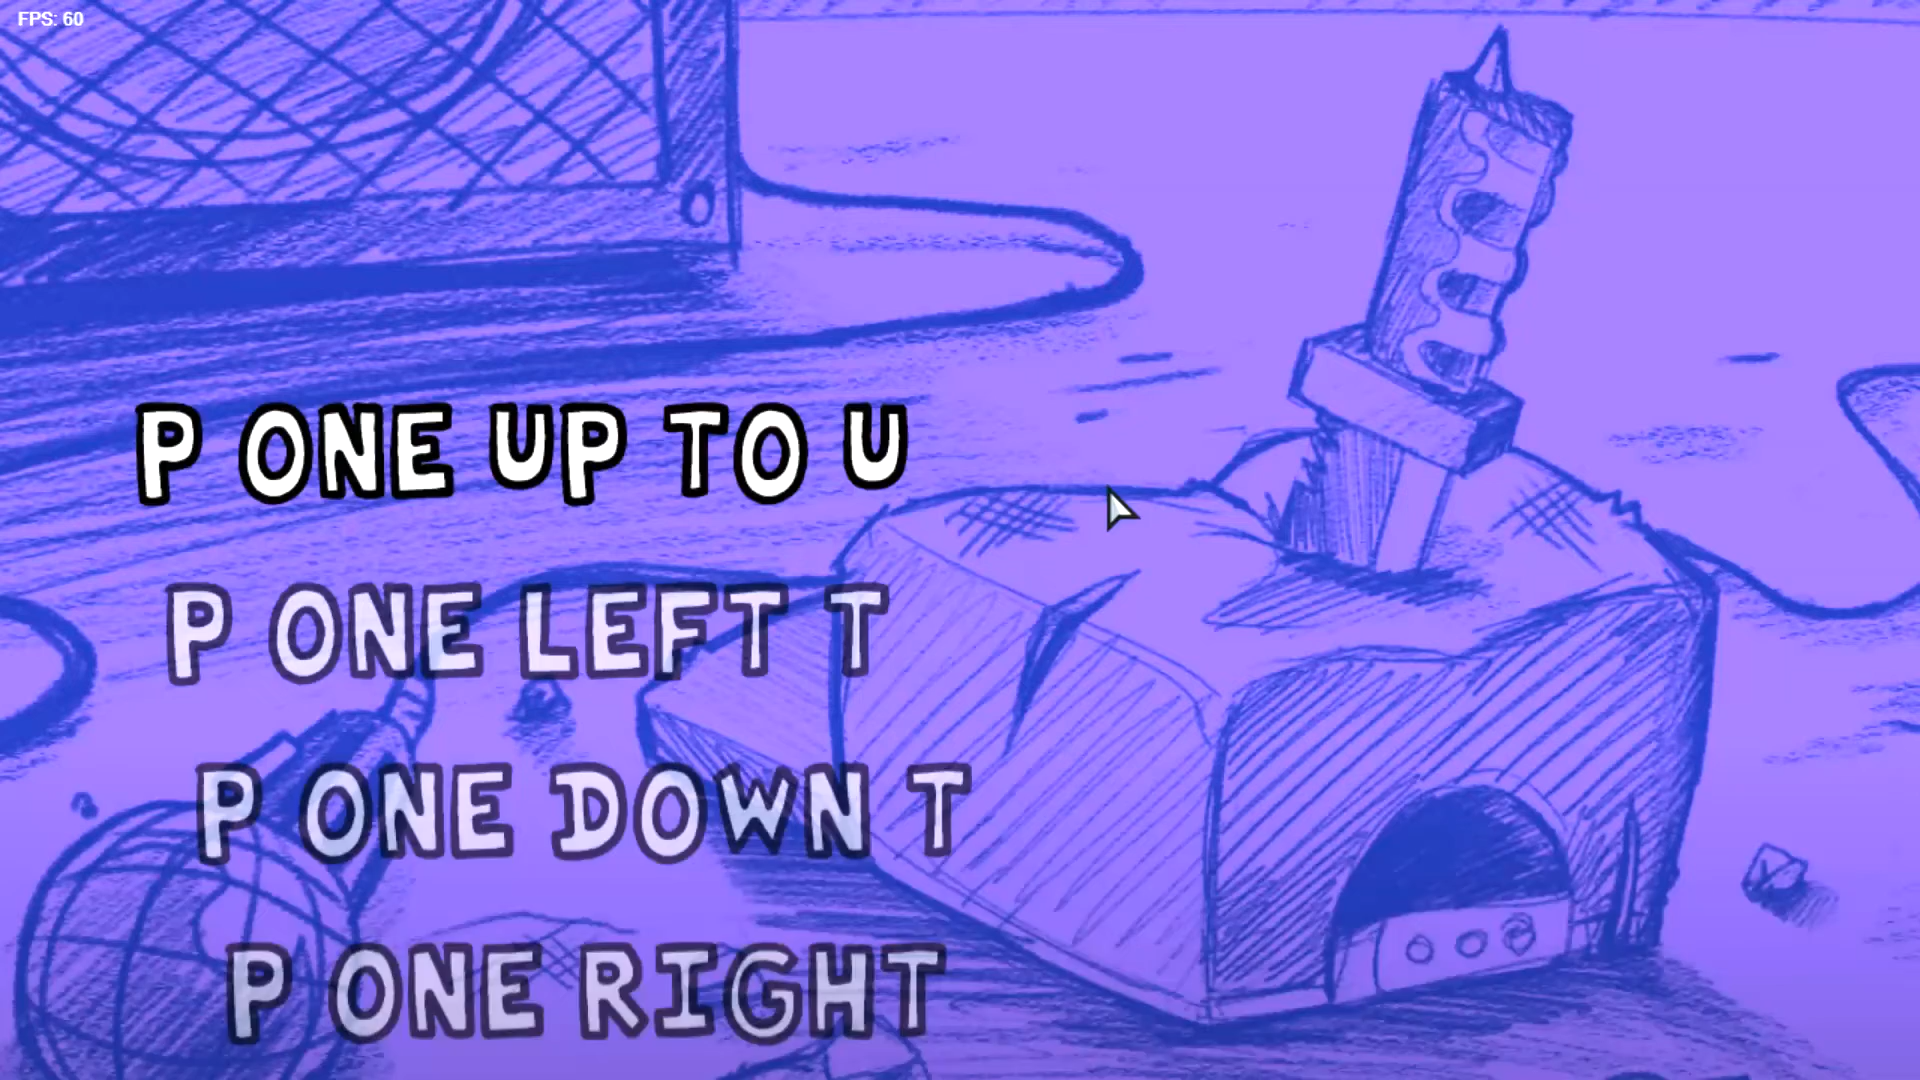 FPS: 60
P ONE UP TO U
P ONE LEFT T
P ONE DOWN T
P ONE RIGHT